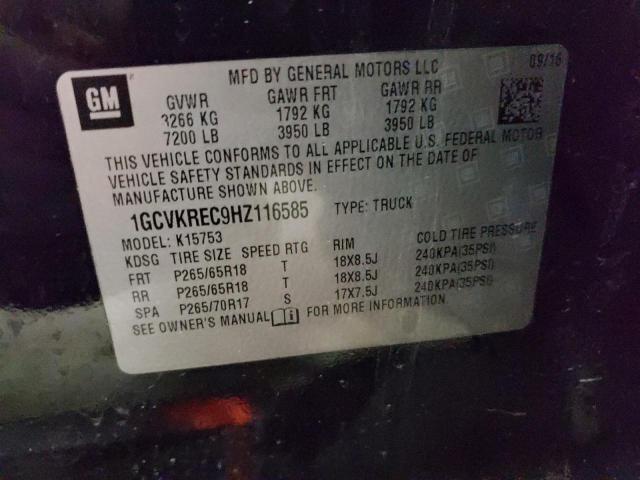 GM
MFD BY GENERAL MOTORS LLC 09/16
GVWR GAWR FRT GAWR RR
3266 KG 1792 KG 1792 KG
7200 LB 3950 LB 3950 LB
THIS VEHICLE CONFORMS TO ALL APPLICABLE U.S. FEDERAL MOTOR
VEHICLE SAFETY STANDARDS IN EFFECT ON THE DATE OF
MANUFACTURE SHOWN ABOVE.
1GCVKREC9HZ116585 TYPE: TRUCK
MODEL: K15753
KDSG TIRE SIZE SPEED RTG RIM COLD TIRE PRESSURE
FRT P265/65R18 T 18X8.5J 240KPA(35PSI)
RR P265/65R18 T 18X8.5J 240KPA(35PSI)
SPA P265/70R17 S 17X7.5J 240KPA(35PSI)
SEE OWNER'S MANUAL i FOR MORE INFORMATION.